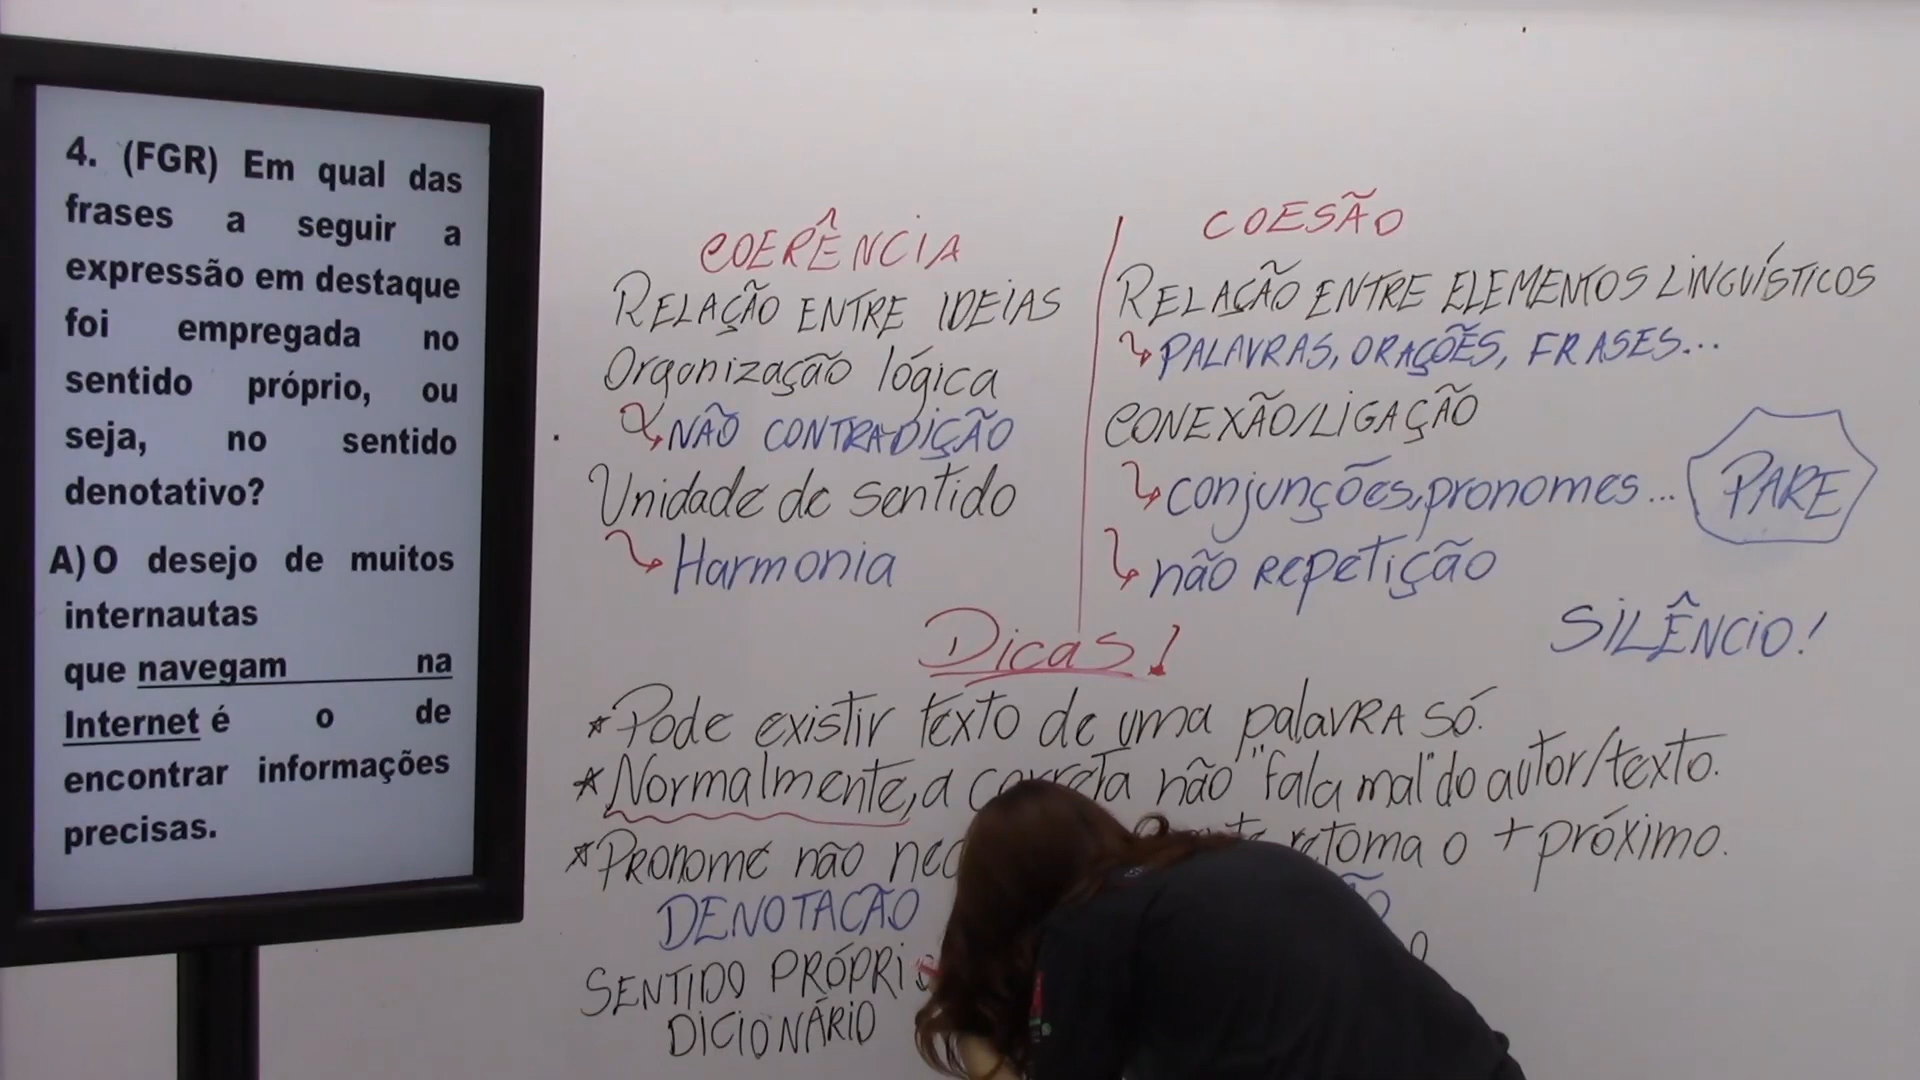 4. (FGR) Em qual das
frases a seguir a
expressão em destaque
foi empregada no
sentido próprio, ou
seja, no sentido
denotativo?
A) O desejo de muitos
internautas
que navegam na
Internet é o de
encontrar informações
precisas.
COERÊNCIA
RELAÇÃO ENTRE IDEIAS
Organização lógica
NÃO CONTRADIÇÃO
Unidade de sentido
Harmonia
COESÃO
RELAÇÃO ENTRE ELEMENTOS LINGUÍSTICOS
PALAVRAS, ORAÇÕES, FRASES...
CONEXÃO/LIGAÇÃO
conjunções, pronomes...
não REPETIÇÃO
PARE
SILÊNCIO!
Dicas!
*Pode existir texto de uma palavra só.
*Normalmente, a correta não "fala mal" do autor/texto.
*Pronome não retoma o + próximo.
DENOTAÇÃO
SENTIDO PRÓPRIO
DICIONÁRIO